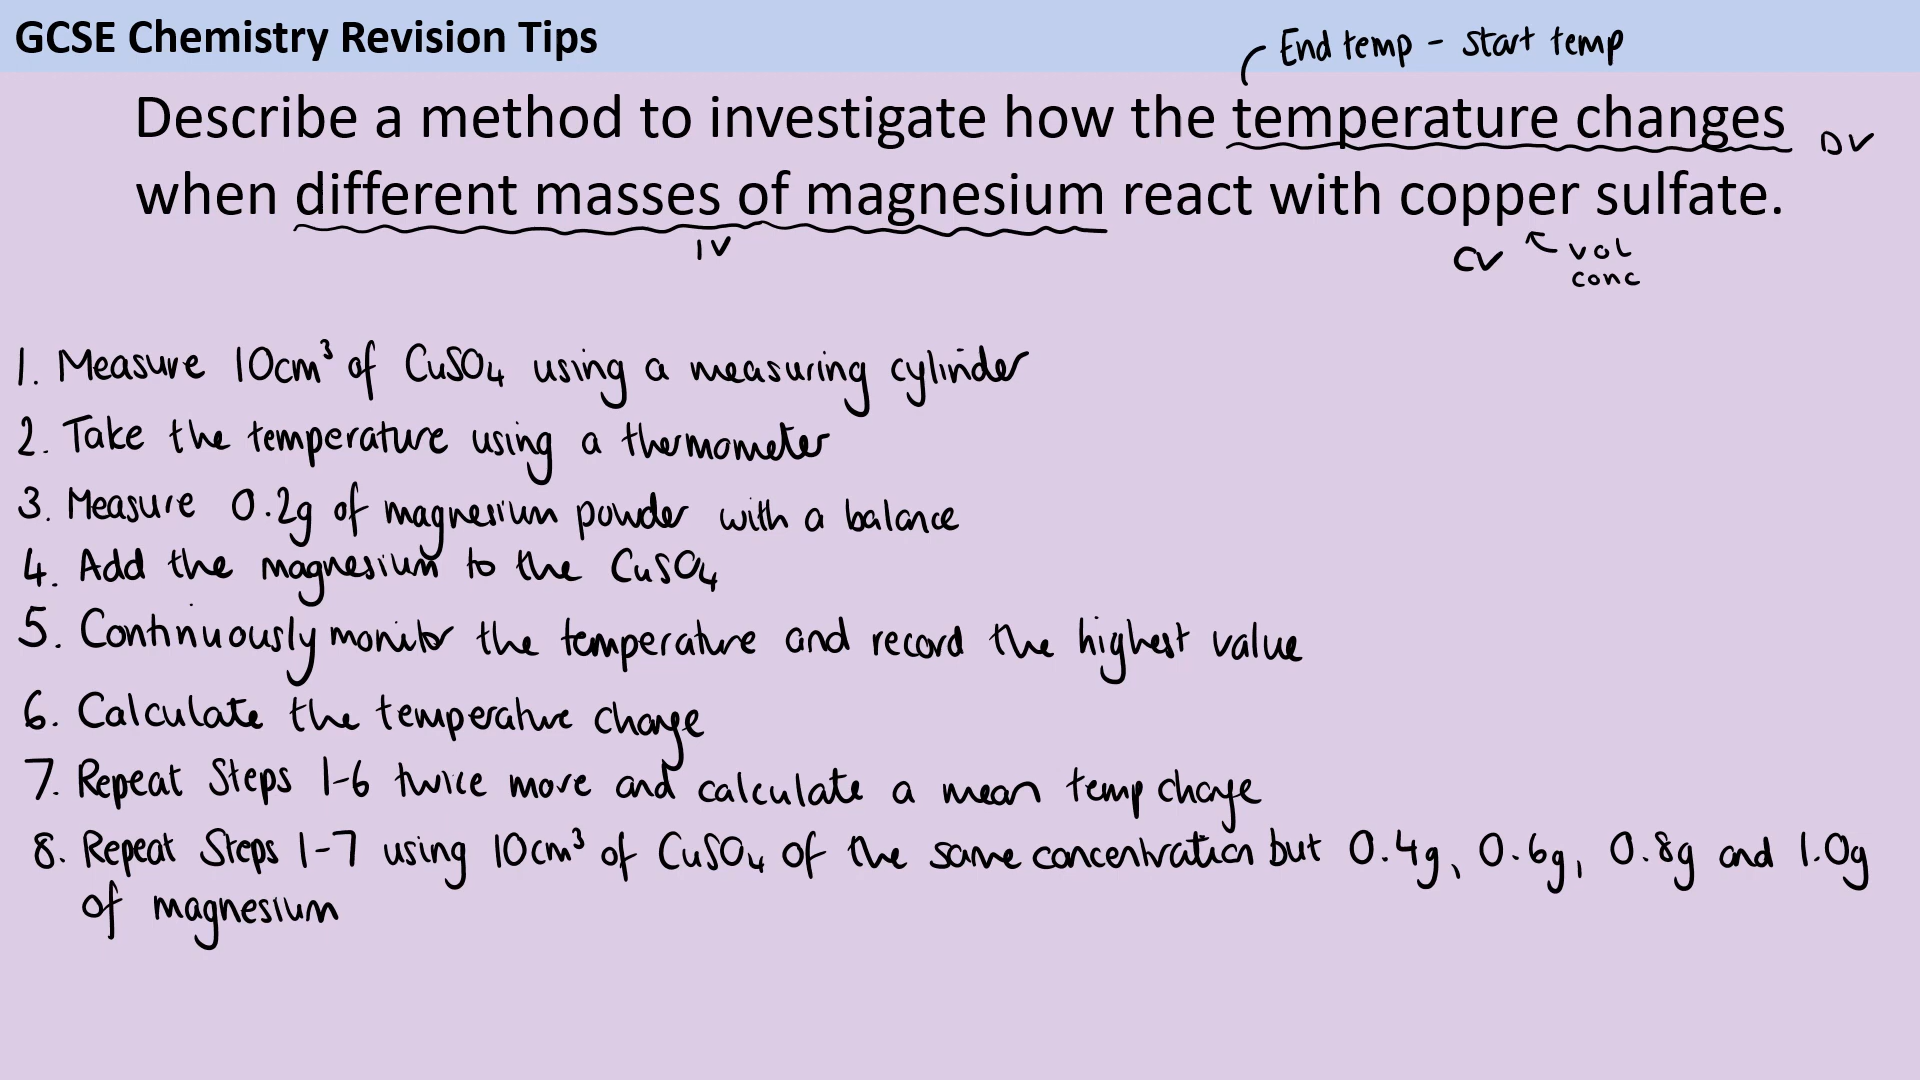 GCSE Chemistry Revision Tips
End temp - start temp
Describe a method to investigate how the temperature changes
DV
when different masses of magnesium react with copper sulfate.
IV
CV
vol
conc
1. Measure 10cm³ of CuSO4 using a measuring cylinder
2. Take the temperature using a thermometer
3. Measure 0.2g of magnesium powder with a balance
4. Add the magnesium to the CuSO4
5. Continuously monitor the temperature and record the highest value
6. Calculate the temperature change
7. Repeat Steps 1-6 twice more and calculate a mean temp change
8. Repeat Steps 1-7 using 10cm³ of CuSO4 of the same concentration but 0.4g, 0.6g, 0.8g and 1.0g
of magnesium